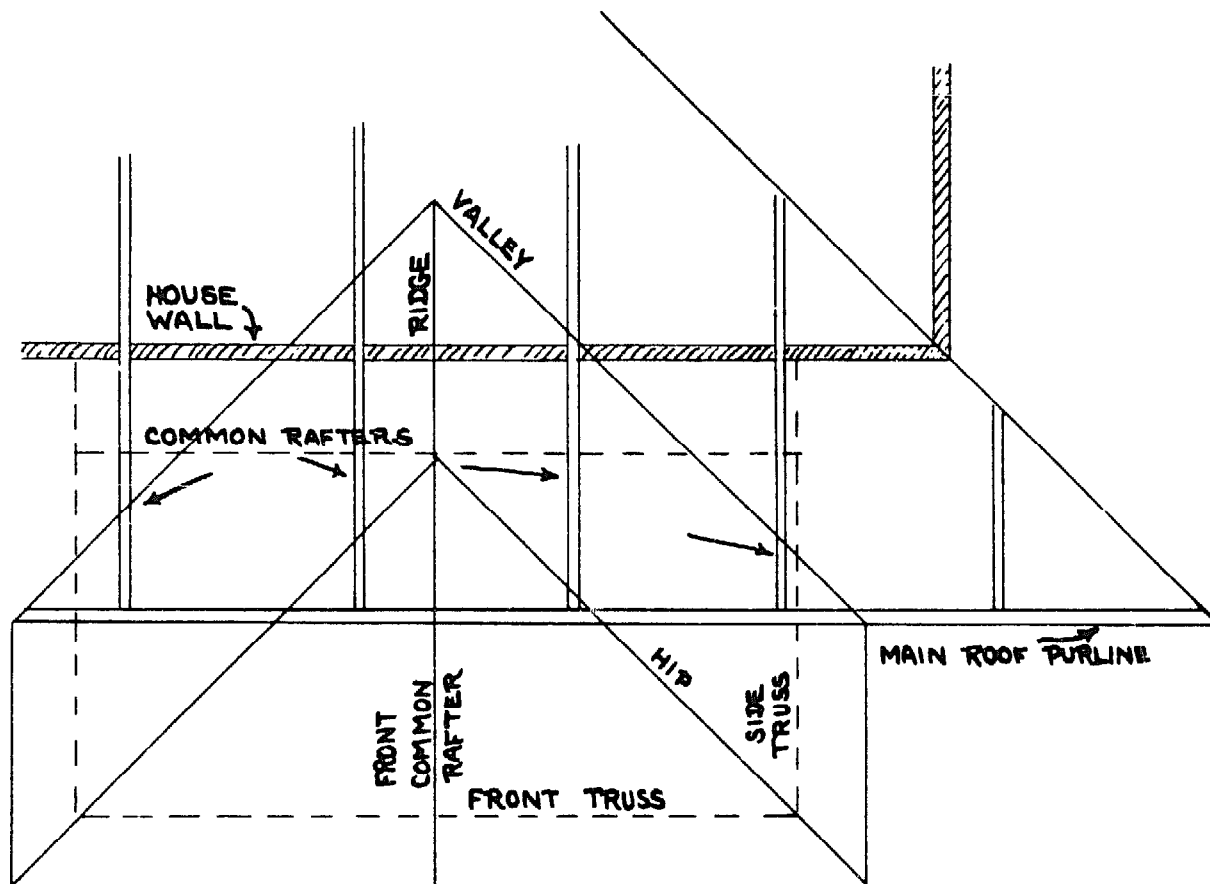 VALLEY
RIDGE
HOUSE
WALL
COMMON RAFTERS
MAIN ROOF PURLINE
HIP
SIDE
TRUSS
FRONT
COMMON
RAFTER
FRONT TRUSS